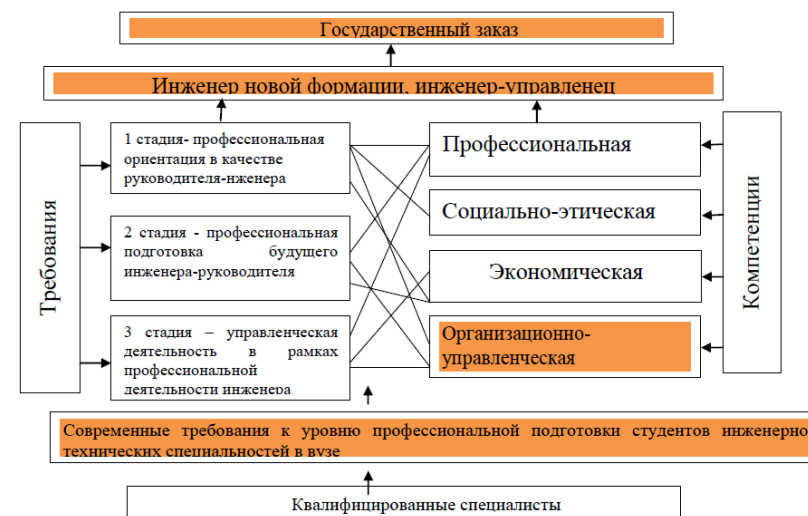 Государственный заказ
Инженер новой формации, инженер-управленец
Требования
1 стадия- профессиональная
ориентация в качестве
руководителя-нженера
2 стадия - профессиональная
подготовка будущего
инженера-руководителя
3 стадия – управленческая
деятельность в рамках
профессиональной
деятельности инженера
Профессиональная
Социально-этическая
Экономическая
Организационно-
управленческая
Компетенции
Современные требования к уровню профессиональной подготовки студентов инженерно
технических специальностей в вузе
Квалифицированные специалисты